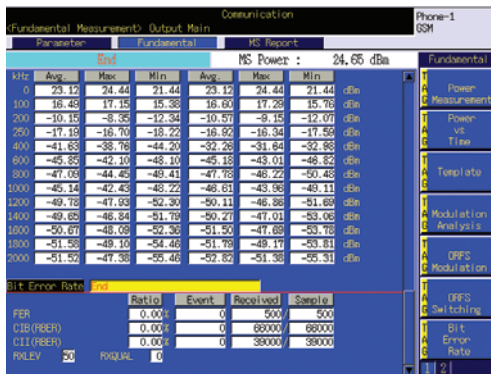 Communication
<Fundamental Measurement> Output Main
Phone-1
GSM
Parameter Fundamental MS Report
End MS Power : 24.65 dBm
Fundamental
kHz Avg. Max Min Avg. Max Min
0 23.12 24.44 21.44 23.12 24.44 21.44 dBm
100 16.49 17.15 15.38 16.60 17.29 15.76 dBm
200 -10.15 -8.35 -12.34 -10.57 -9.15 -12.07 dBm
250 -17.19 -16.70 -18.22 -16.92 -16.34 -17.59 dBm
400 -41.63 -38.76 -44.20 -32.26 -31.64 -32.98 dBm
600 -45.85 -42.10 -48.10 -45.18 -43.01 -46.82 dBm
800 -47.09 -44.45 -49.41 -47.78 -46.22 -50.48 dBm
1000 -45.14 -42.43 -48.22 -46.61 -43.96 -49.11 dBm
1200 -49.78 -47.93 -52.30 -50.11 -46.86 -51.69 dBm
1400 -49.65 -46.84 -51.79 -50.27 -47.01 -53.06 dBm
1600 -50.67 -48.09 -52.36 -51.50 -47.69 -53.78 dBm
1800 -51.58 -49.10 -54.46 -51.79 -49.17 -53.81 dBm
2000 -51.52 -47.38 -55.46 -52.82 -51.38 -55.31 dBm
Bit Error Rate End
Ratio Event Received Sample
FER 0.00% 0 500/ 500
CIB(RBER) 0.00% 0 66000/ 66000
CII(RBER) 0.00% 0 39000/ 39000
RXLEV 50 RXQUAL 0
TAG Power Measurement
TAG Power vs Time
TAG Template
TAG Modulation Analysis
TAG ORFS Modulation
TAG ORFS Switching
TAG Bit Error Rate
1 2